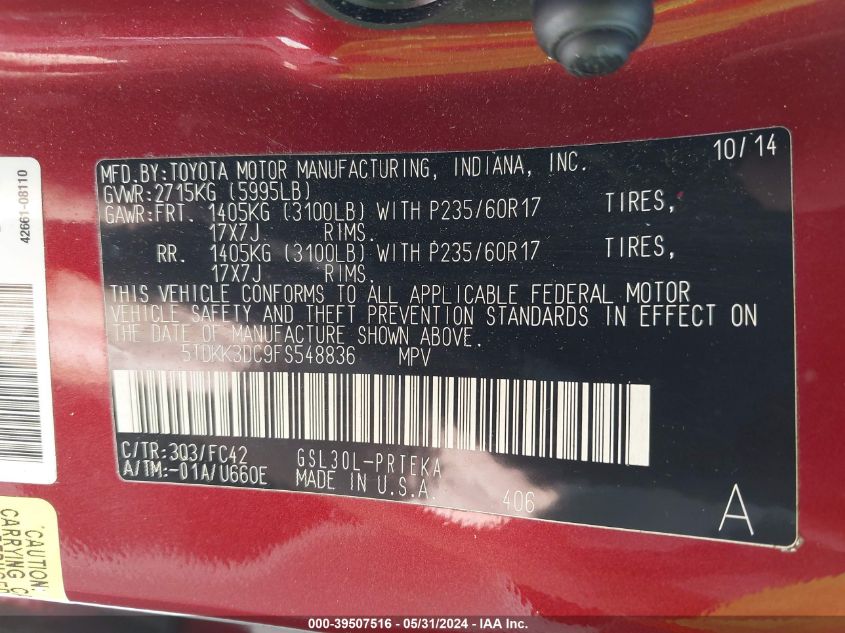 MFD.BY:TOYOTA MOTOR MANUFACTURING, INDIANA, INC. 10/14
GVWR:2715KG (5995LB)
GAWR:FRT. 1405KG (3100LB) WITH P235/60R17 TIRES,
17X7J RIMS.
RR. 1405KG (3100LB) WITH P235/60R17 TIRES,
17X7J RIMS.
THIS VEHICLE CONFORMS TO ALL APPLICABLE FEDERAL MOTOR
VEHICLE SAFETY AND THEFT PREVENTION STANDARDS IN EFFECT ON
THE DATE OF MANUFACTURE SHOWN ABOVE.
5TDKK3DC9FS548836 MPV
C/TR:3Q3/FC42 GSL30L-PRTEKA
A/TM:-01A/U660E MADE IN U.S.A.
406
A
42661-08110
"CAUTION:
CARRYING
000-39507516 - 05/31/2024 - IAA Inc.